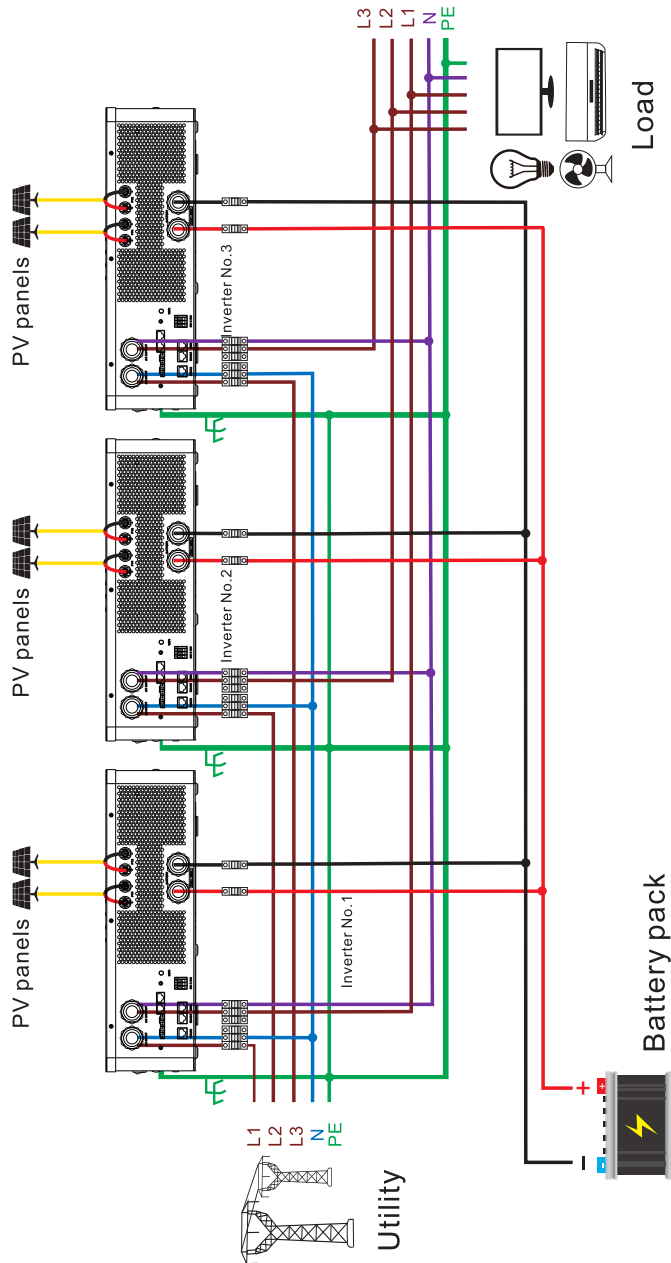 PV panels
PV panels
PV panels
Inverter No.1
Inverter No.2
Inverter No.3
L1
L2
L3
N
PE
Utility
L3
L2
L1
N
PE
Load
+
−
+
Battery pack